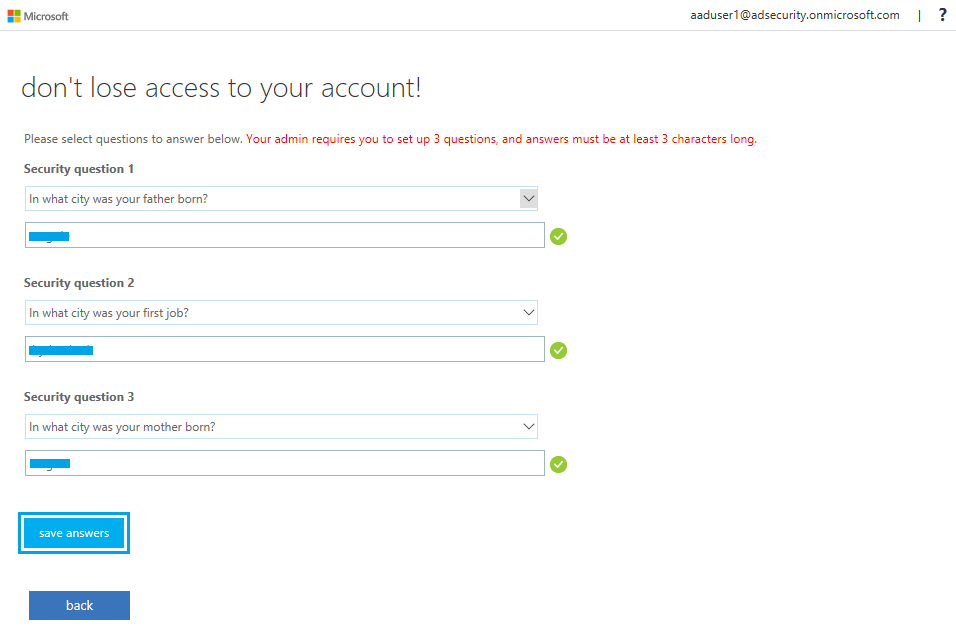 Microsoft
aaduser1@adsecurity.onmicrosoft.com | ?
don't lose access to your account!
Please select questions to answer below. Your admin requires you to set up 3 questions, and answers must be at least 3 characters long.
Security question 1
In what city was your father born?
Security question 2
In what city was your first job?
Security question 3
In what city was your mother born?
save answers
back